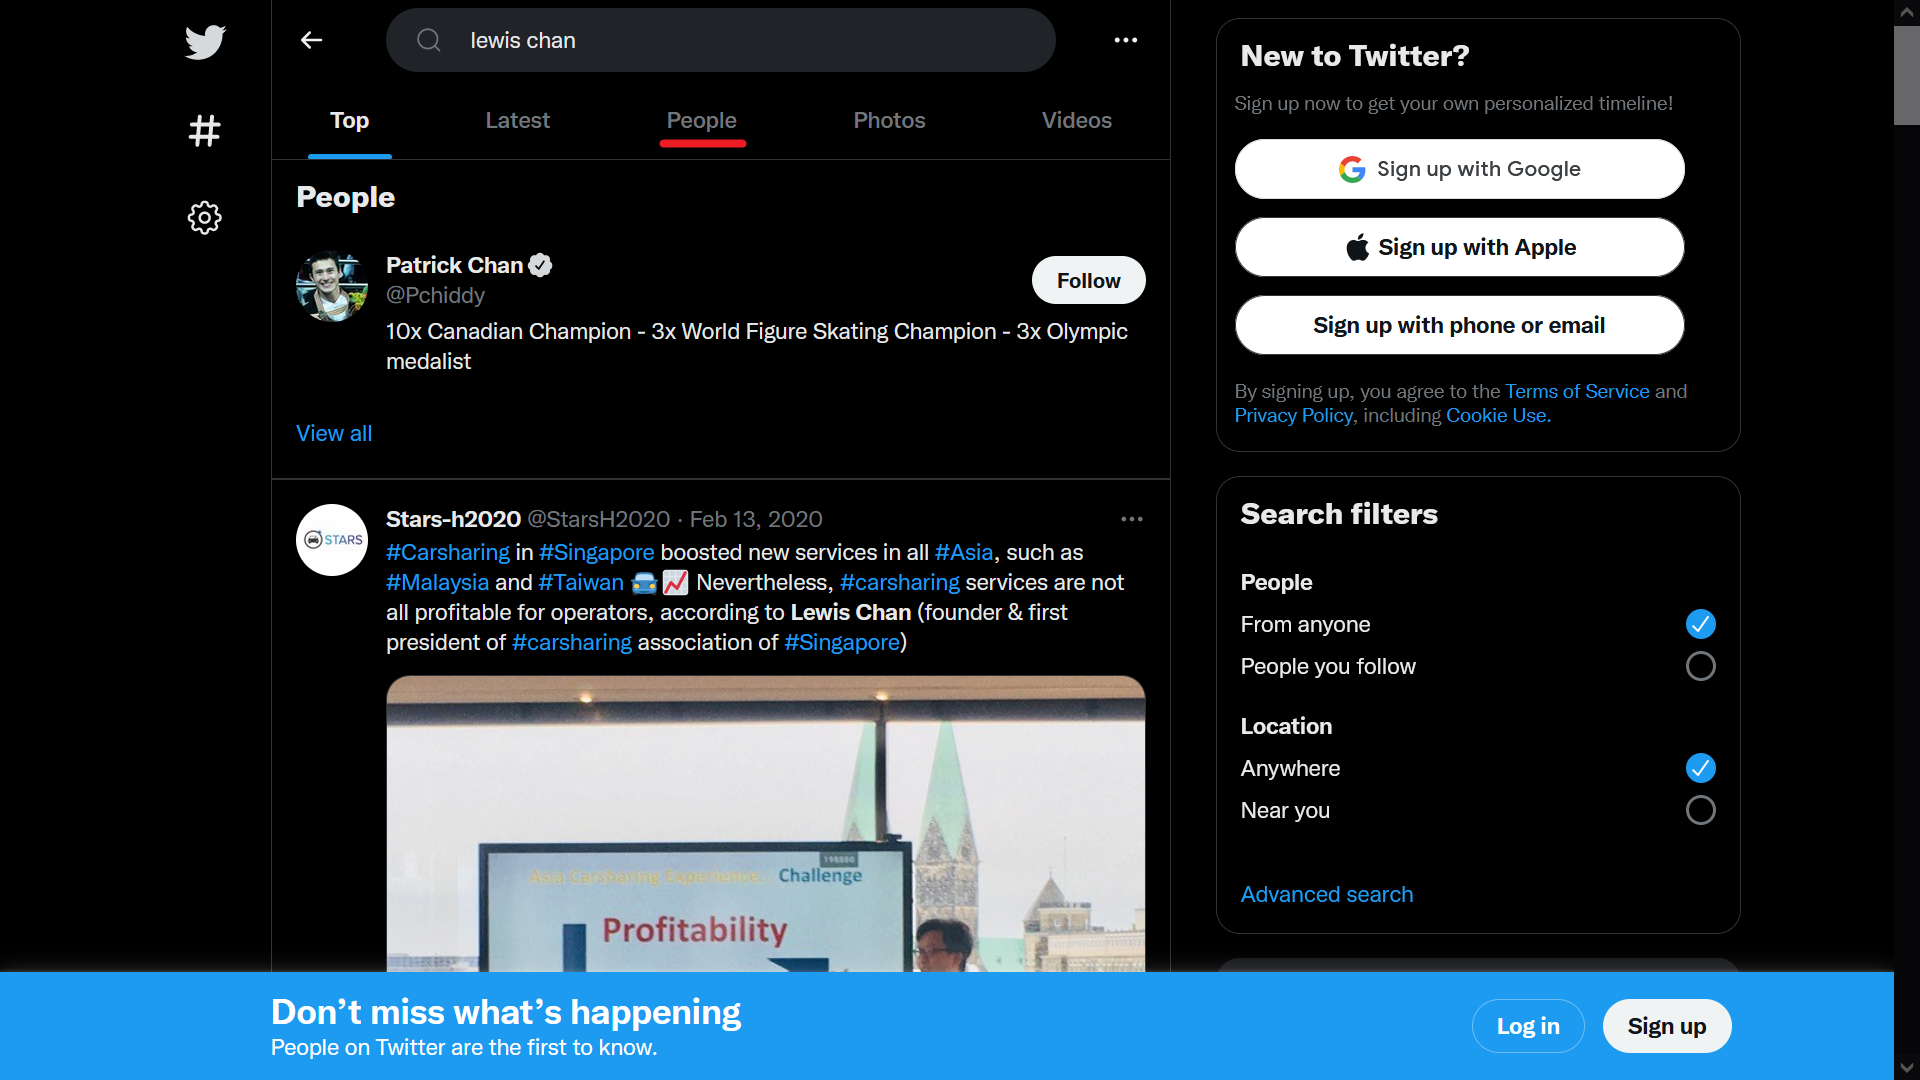 lewis chan
Top
Latest
People
Photos
Videos
People
Patrick Chan
@Pchiddy
Follow
10x Canadian Champion - 3x World Figure Skating Champion - 3x Olympic
medalist
View all
Stars-h2020 @StarsH2020 · Feb 13, 2020
STARS
#Carsharing in #Singapore boosted new services in all #Asia, such as
#Malaysia and #Taiwan 🚘📈 Nevertheless, #carsharing services are not
all profitable for operators, according to Lewis Chan (founder & first
president of #carsharing association of #Singapore)
198880
Asia Carsharing Experience... Challenge
Profitability
New to Twitter?
Sign up now to get your own personalized timeline!
Sign up with Google
Sign up with Apple
Sign up with phone or email
By signing up, you agree to the Terms of Service and
Privacy Policy, including Cookie Use.
Search filters
People
From anyone
People you follow
Location
Anywhere
Near you
Advanced search
Don’t miss what’s happening
People on Twitter are the first to know.
Log in
Sign up